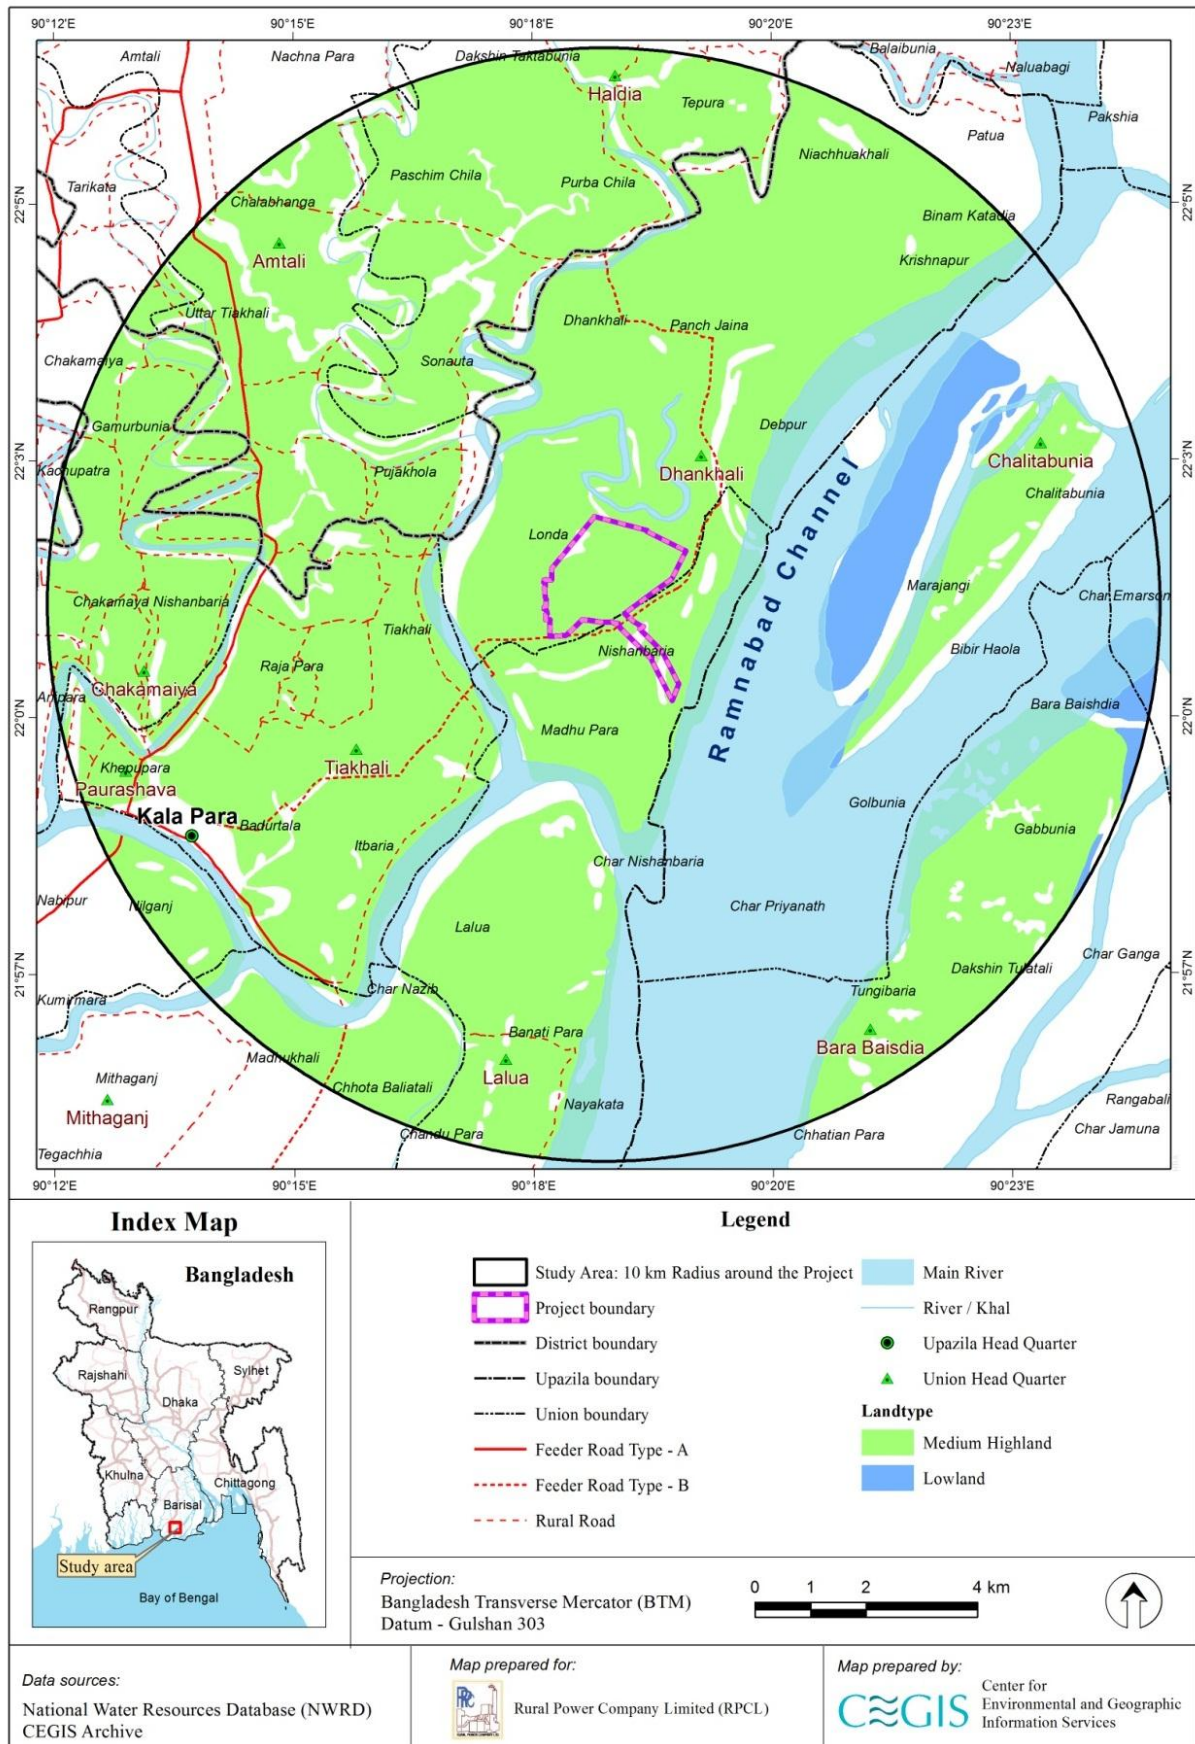 90°12'E
90°15'E
90°18'E
90°20'E
90°23'E
Amtali
Nachna Para
Dakshin Taktabunia
Balaibunia
Naluabagi
Haldia
Tepura
Pakshia
Patua
Niachhuakhali
Tarikata
Paschim Chila
Purba Chila
Chalabhanga
22°5'N
22°5'N
Binam Katadia
Amtali
Krishnapur
Uttar Tiakhali
Dhankhali
Panch Jaina
Chakamaiya
Sonauta
Gamurbunia
Debpur
Kachupatra
22°3'N
Pujakhola
Dhankhali
Chalitabunia
22°3'N
Chalitabunia
Londa
Ramnabad Channel
Marajangi
Char Emarson
Chakamaya Nishanbaria
Tiakhali
Nishanbaria
Bibir Haola
Raja Para
Chakamaiya
Bara Baishdia
22°0'N
Madhu Para
22°0'N
Khepupara
Tiakhali
Paurashava
Golbunia
Kala Para
Badurtala
Gabbunia
Itbaria
Char Nishanbaria
Nabipur
Nilganj
Char Priyanath
Lalua
Char Ganga
21°57'N
Dakshin Tulatali
21°57'N
Kumirmara
Char Nazib
Tungibaria
Banati Para
Bara Baisdia
Madhukhali
Mithaganj
Lalua
Chhota Baliatali
Mithaganj
Nayakata
Rangabali
Chandu Para
Chhatian Para
Char Jamuna
Tegachhia
90°12'E
90°15'E
90°18'E
90°20'E
90°23'E
Index Map
Bangladesh
Rangpur
Rajshahi
Sylhet
Dhaka
Khulna
Chittagong
Barisal
Study area
Bay of Bengal
Legend
Study Area: 10 km Radius around the Project
Project boundary
District boundary
Upazila boundary
Union boundary
Feeder Road Type - A
Feeder Road Type - B
Rural Road
Main River
River / Khal
Upazila Head Quarter
Union Head Quarter
Landtype
Medium Highland
Lowland
Projection:
Bangladesh Transverse Mercator (BTM)
Datum - Gulshan 303
0 1 2 4 km
Data sources:
National Water Resources Database (NWRD)
CEGIS Archive
Map prepared for:
Rural Power Company Limited (RPCL)
Map prepared by:
CEGIS
Center for
Environmental and Geographic
Information Services